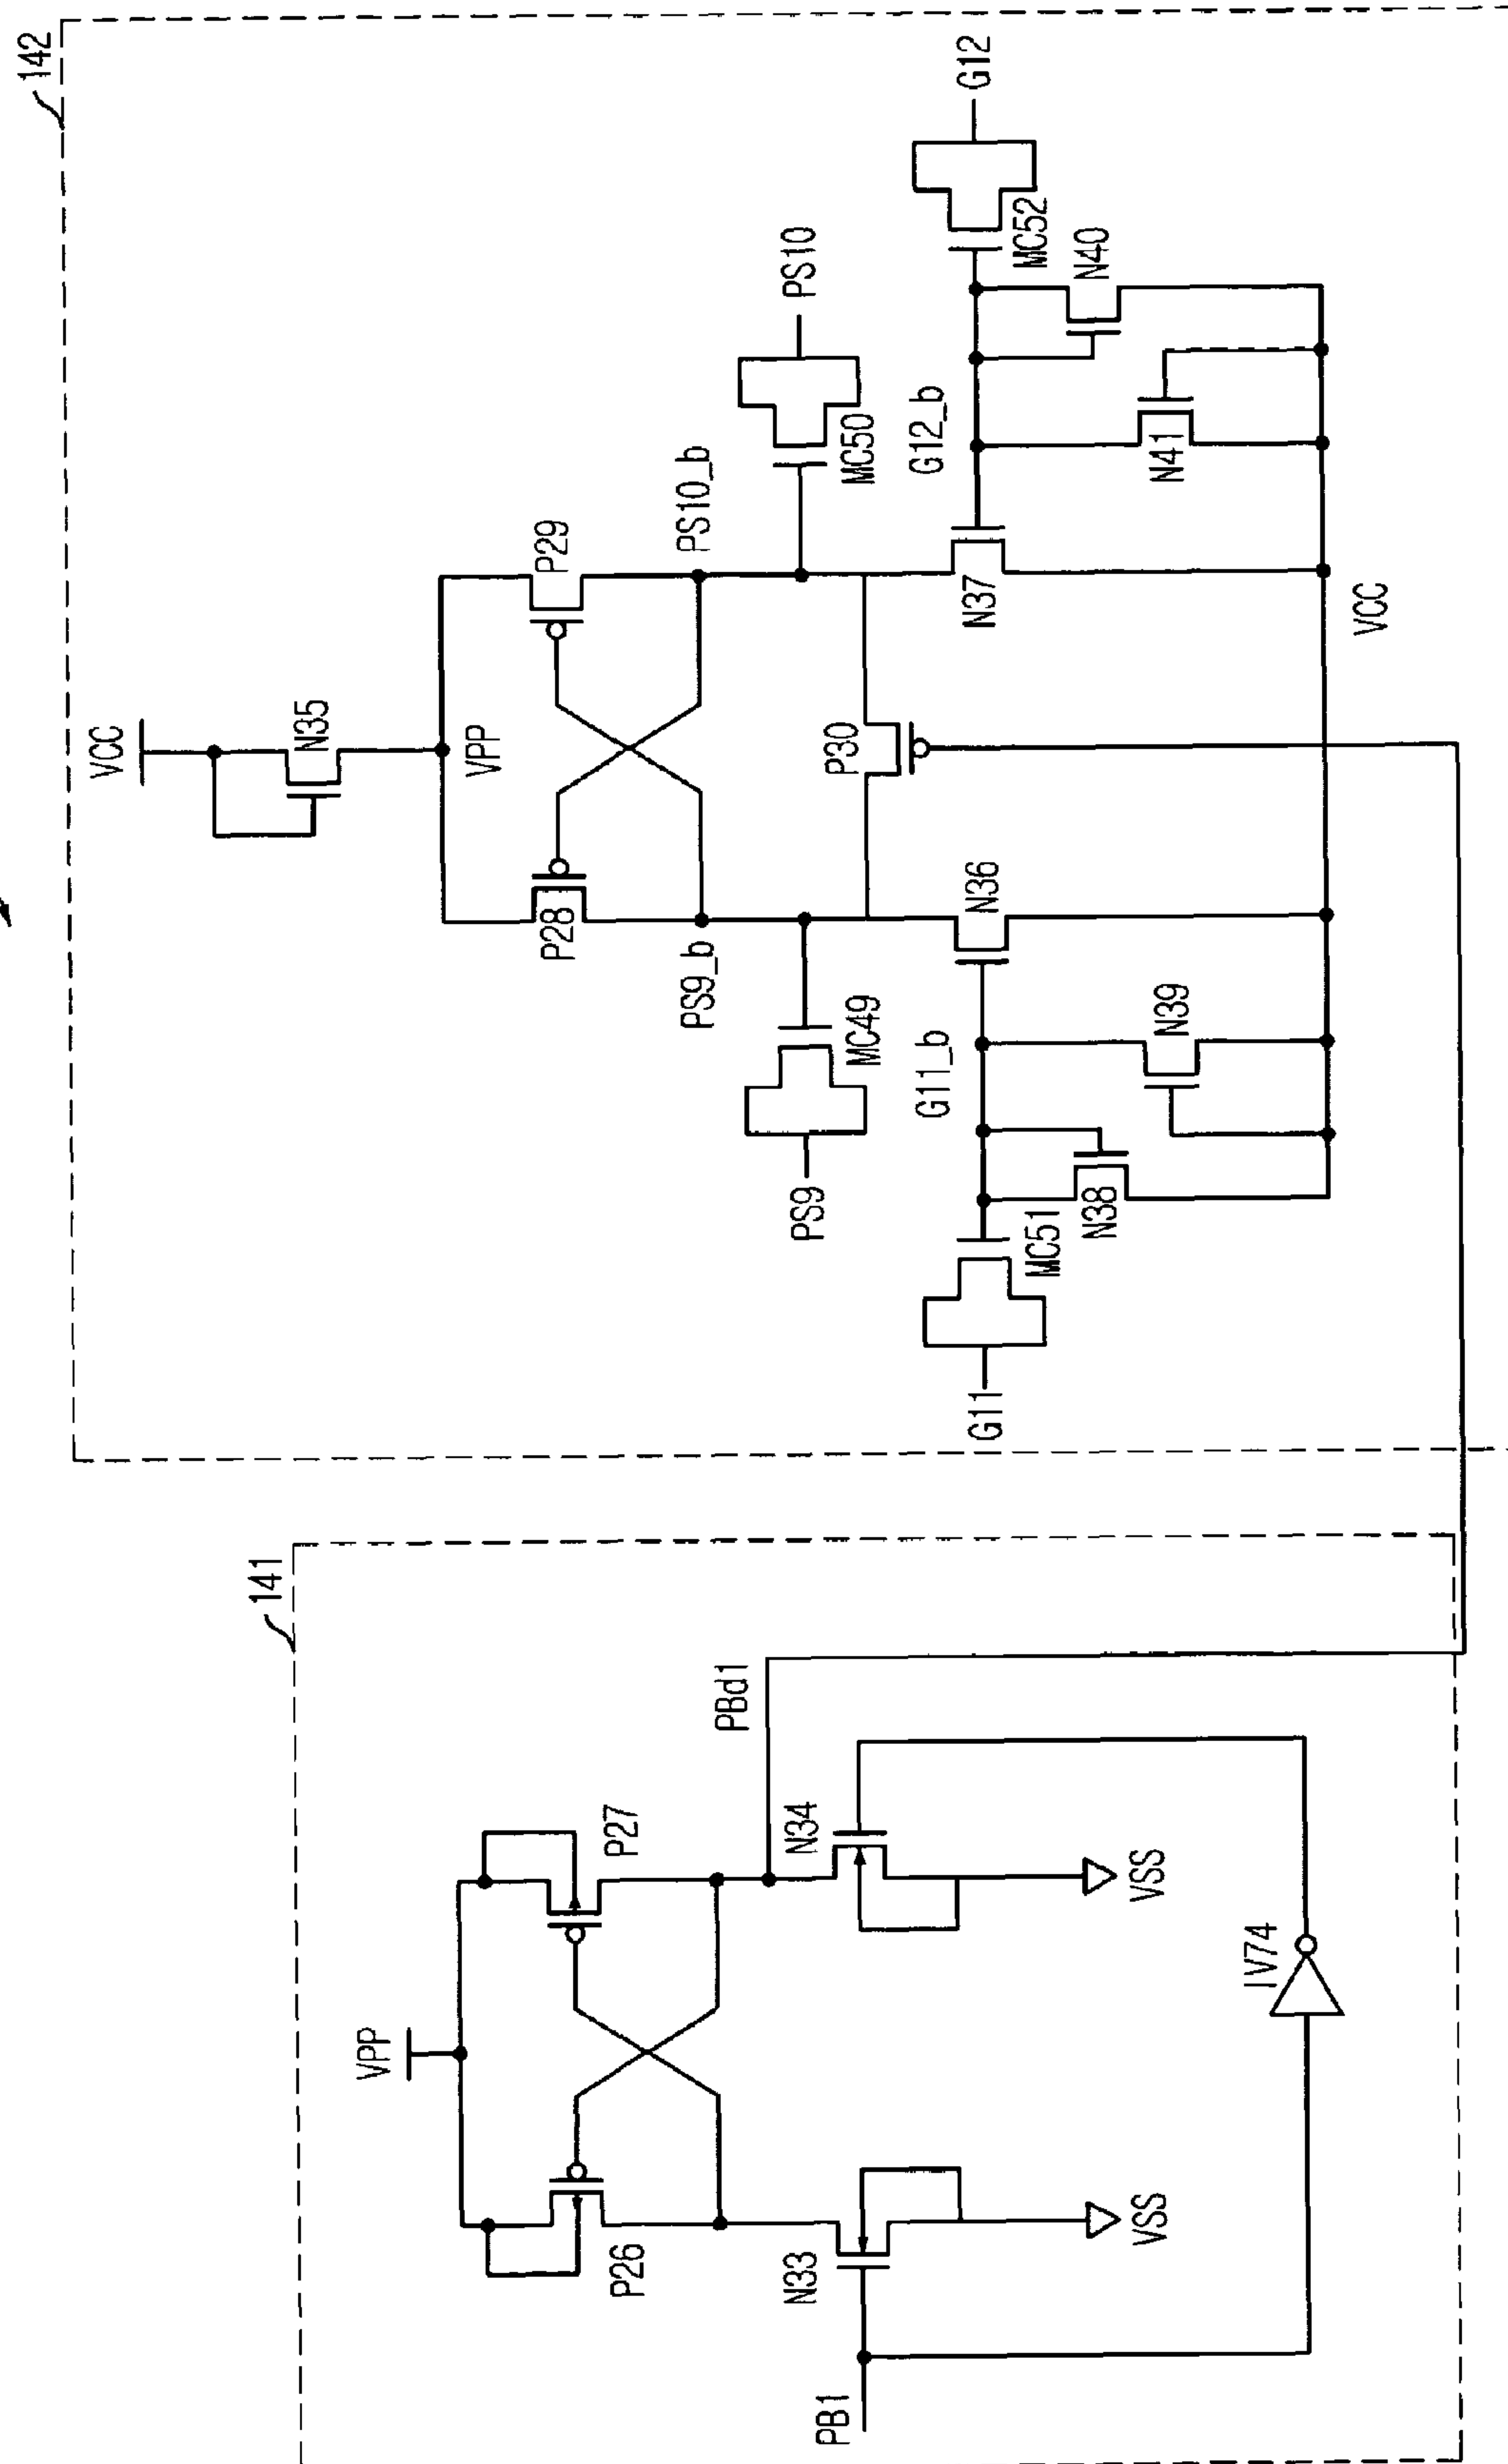 141
VPP
P26
P27
PBd1
N33
N34
PB1
VSS
VSS
IV74
142
VCC
N35
VPP
P28
P29
PS9_b
PS10_b
PS9
MC49
MC50
PS10
P30
G11
MC51
G11_b
N36
N37
G12_b
MC52
G12
N38
N39
N41
N40
VCC